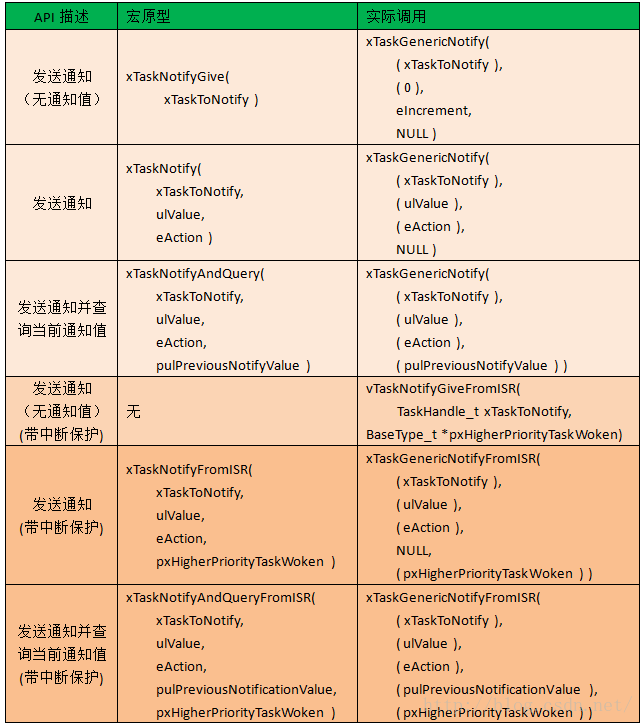 API 描述
宏原型
实际调用
发送通知
（无通知值）
xTaskNotifyGive(
xTaskToNotify )
xTaskGenericNotify(
( xTaskToNotify ),
( 0 ),
eIncrement,
NULL )
发送通知
xTaskNotify(
xTaskToNotify,
ulValue,
eAction )
xTaskGenericNotify(
( xTaskToNotify ),
( ulValue ),
( eAction ),
NULL )
发送通知并查
询当前通知值
xTaskNotifyAndQuery(
xTaskToNotify,
ulValue,
eAction,
pulPreviousNotifyValue )
xTaskGenericNotify(
( xTaskToNotify ),
( ulValue ),
( eAction ),
( pulPreviousNotifyValue ) )
发送通知
（无通知值）
(带中断保护)
无
vTaskNotifyGiveFromISR(
TaskHandle_t xTaskToNotify,
BaseType_t *pxHigherPriorityTaskWoken)
发送通知
(带中断保护)
xTaskNotifyFromISR(
xTaskToNotify,
ulValue,
eAction,
pxHigherPriorityTaskWoken )
xTaskGenericNotifyFromISR(
( xTaskToNotify ),
( ulValue ),
( eAction ),
NULL,
( pxHigherPriorityTaskWoken ) )
发送通知并查
询当前通知值
(带中断保护)
xTaskNotifyAndQueryFromISR(
xTaskToNotify,
ulValue,
eAction,
pulPreviousNotificationValue,
pxHigherPriorityTaskWoken )
xTaskGenericNotifyFromISR(
( xTaskToNotify ),
( ulValue ),
( eAction ),
( pulPreviousNotificationValue ),
( pxHigherPriorityTaskWoken ) )